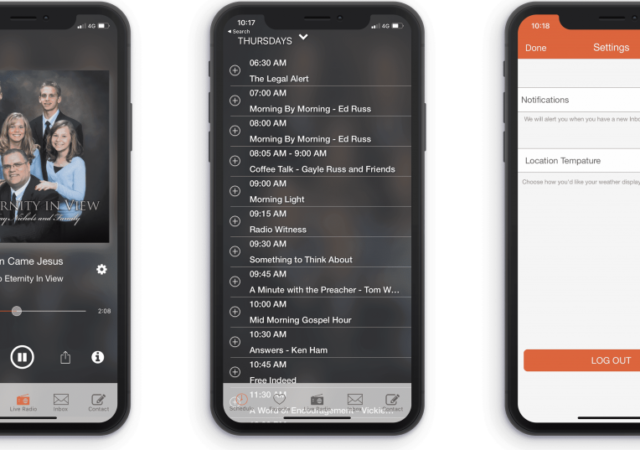 ERNITY IN VIEW
Nichols and Family
n Came Jesus
o Eternity In View
2:08
Live Radio
Inbox
Contact
10:17
4G
Search
THURSDAYS
06:30 AM
The Legal Alert
07:00 AM
Morning By Morning - Ed Russ
08:00 AM
Morning By Morning - Ed Russ
08:05 AM - 9:00 AM
Coffee Talk - Gayle Russ and Friends
09:00 AM
Morning Light
09:15 AM
Radio Witness
09:30 AM
Something to Think About
09:45 AM
A Minute with the Preacher - Tom W...
10:00 AM
Mid Morning Gospel Hour
10:30 AM
Answers - Ken Ham
10:45 AM
Free Indeed
11:30 AM
A Word of Encouragement - Vickie
Schedule
Contact
10:18
Done
Settings
Notifications
We will alert you when you have a new Inbo
Location Tempature
Choose how you'd like your weather display
LOG OUT